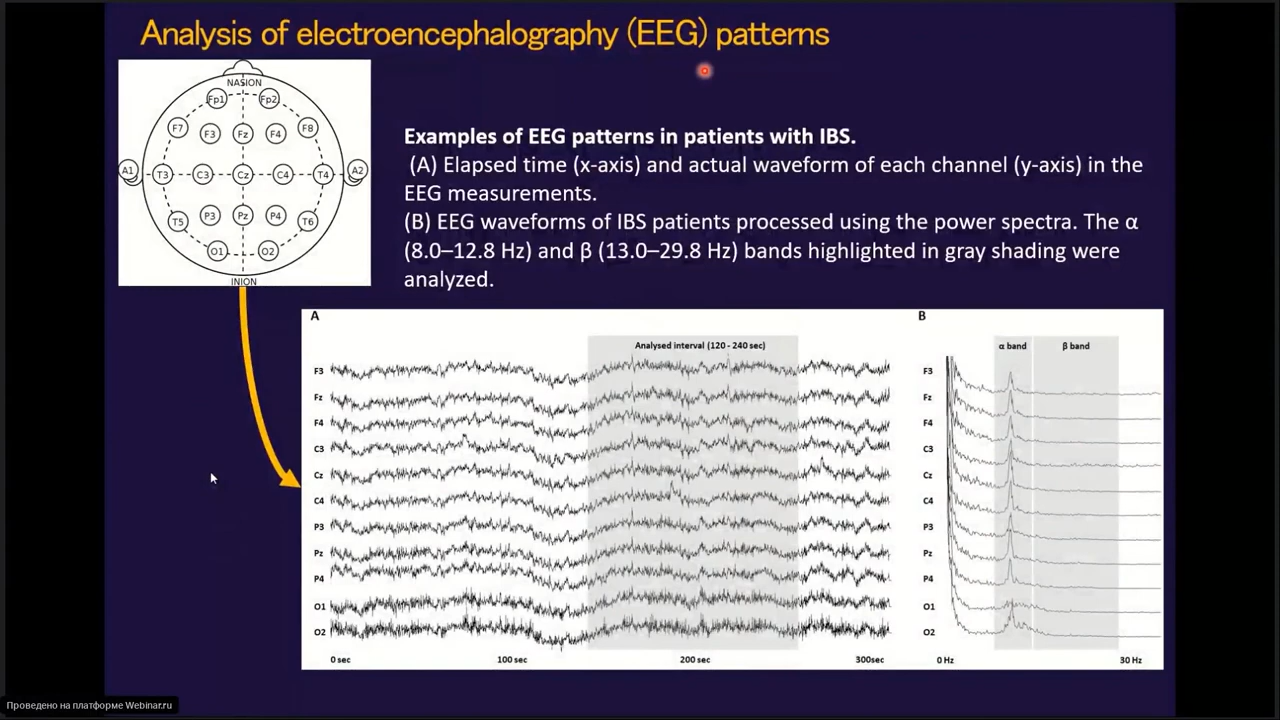 Analysis of electroencephalography (EEG) patterns
NASION
Fp1 Fp2
F7 F3 Fz F4 F8
A1 T3 C3 Cz C4 T4 A2
T5 P3 Pz P4 T6
O1 O2
INION
Examples of EEG patterns in patients with IBS.
(A) Elapsed time (x-axis) and actual waveform of each channel (y-axis) in the
EEG measurements.
(B) EEG waveforms of IBS patients processed using the power spectra. The α
(8.0–12.8 Hz) and β (13.0–29.8 Hz) bands highlighted in gray shading were
analyzed.
A
Analysed interval (120 - 240 sec)
F3
Fz
F4
C3
Cz
C4
P3
Pz
P4
O1
O2
0 sec 100 sec 200 sec 300sec
B
α band β band
F3
Fz
F4
C3
Cz
C4
P3
Pz
P4
O1
O2
0 Hz 30 Hz
Проведено на платформе Webinar.ru